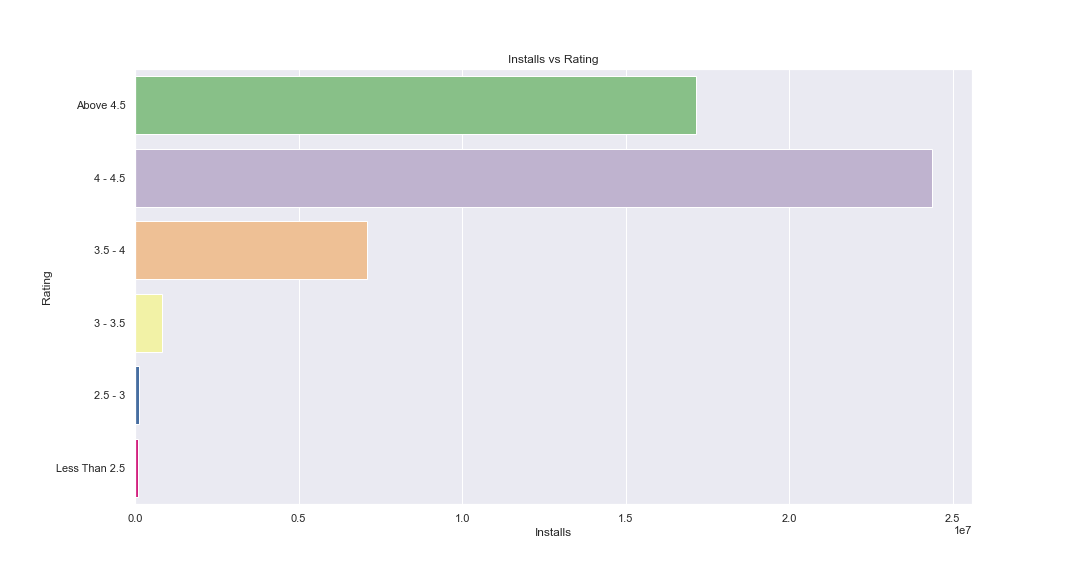 Installs vs Rating
Above 4.5
4 - 4.5
3.5 - 4
3 - 3.5
2.5 - 3
Less Than 2.5
Rating
0.0 0.5 1.0 1.5 2.0 2.5
1e7
Installs